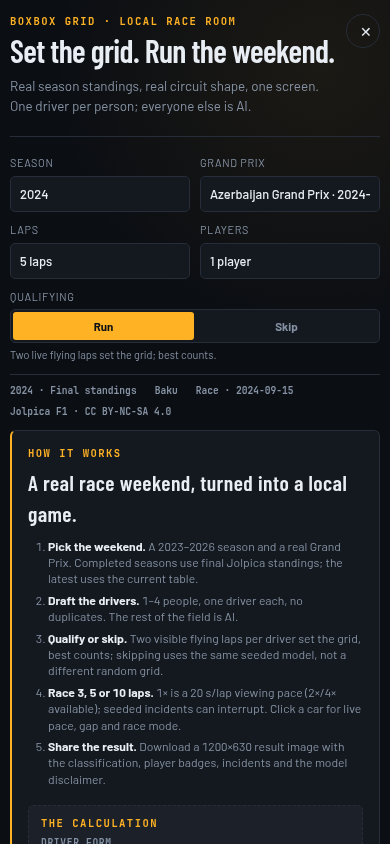 BOXBOX GRID · LOCAL RACE ROOM
×
Set the grid. Run the weekend.
Real season standings, real circuit shape, one screen.
One driver per person; everyone else is AI.
SEASON
GRAND PRIX
2024
Azerbaijan Grand Prix · 2024-
LAPS
PLAYERS
5 laps
1 player
QUALIFYING
Run
Skip
Two live flying laps set the grid; best counts.
2024 · Final standings Baku Race · 2024-09-15
Jolpica F1 · CC BY-NC-SA 4.0
HOW IT WORKS
A real race weekend, turned into a local
game.
1. Pick the weekend. A 2023–2026 season and a real Grand
Prix. Completed seasons use final Jolpica standings; the
latest uses the current table.
2. Draft the drivers. 1–4 people, one driver each, no
duplicates. The rest of the field is AI.
3. Qualify or skip. Two visible flying laps per driver set the grid,
best counts; skipping uses the same seeded model, not a
different random grid.
4. Race 3, 5 or 10 laps. 1× is a 20 s/lap viewing pace (2×/4×
available); seeded incidents can interrupt. Click a car for live
pace, gap and race mode.
5. Share the result. Download a 1200×630 result image with
the classification, player badges, incidents and the model
disclaimer.
THE CALCULATION
DRIVER FORM